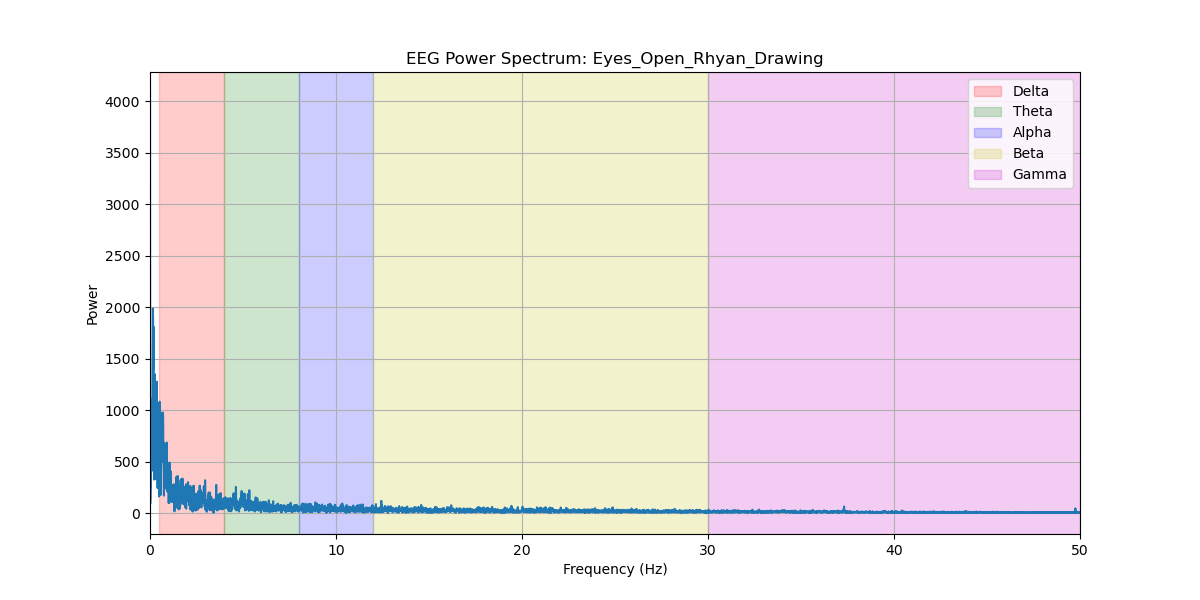 EEG Power Spectrum: Eyes_Open_Rhyan_Drawing
Delta
Theta
Alpha
Beta
Gamma
Power
4000
3500
3000
2500
2000
1500
1000
500
0
0 10 20 30 40 50
Frequency (Hz)